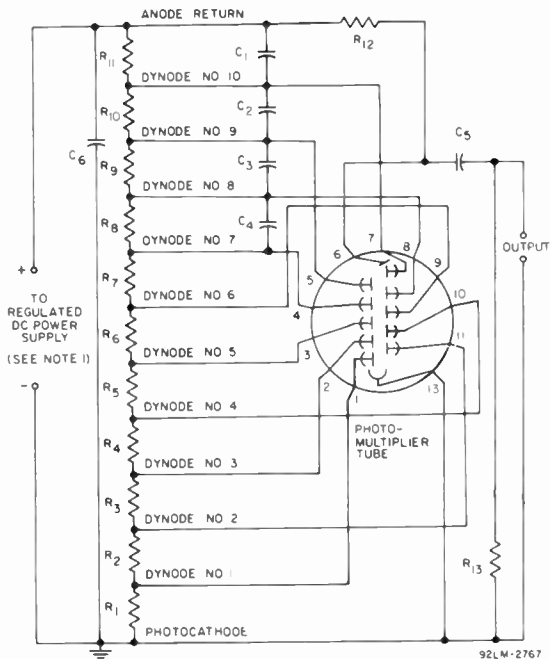 ANODE RETURN
R11
C1
R12
DYNODE NO 10
R10
C2
DYNODE NO 9
C5
C6
R9
C3
DYNODE NO 8
R8
C4
DYNODE NO 7
OUTPUT
R7
DYNODE NO 6
+
TO
REGULATED
DC POWER
SUPPLY
(SEE NOTE 1)
-
R6
DYNODE NO 5
R5
DYNODE NO 4
R4
DYNODE NO 3
R3
DYNODE NO 2
R2
DYNODE NO 1
R1
PHOTOCATHODE
6
7
8
5
9
4
10
3
11
2
1
13
PHOTO-
MULTIPLIER
TUBE
R13
92LM-2767